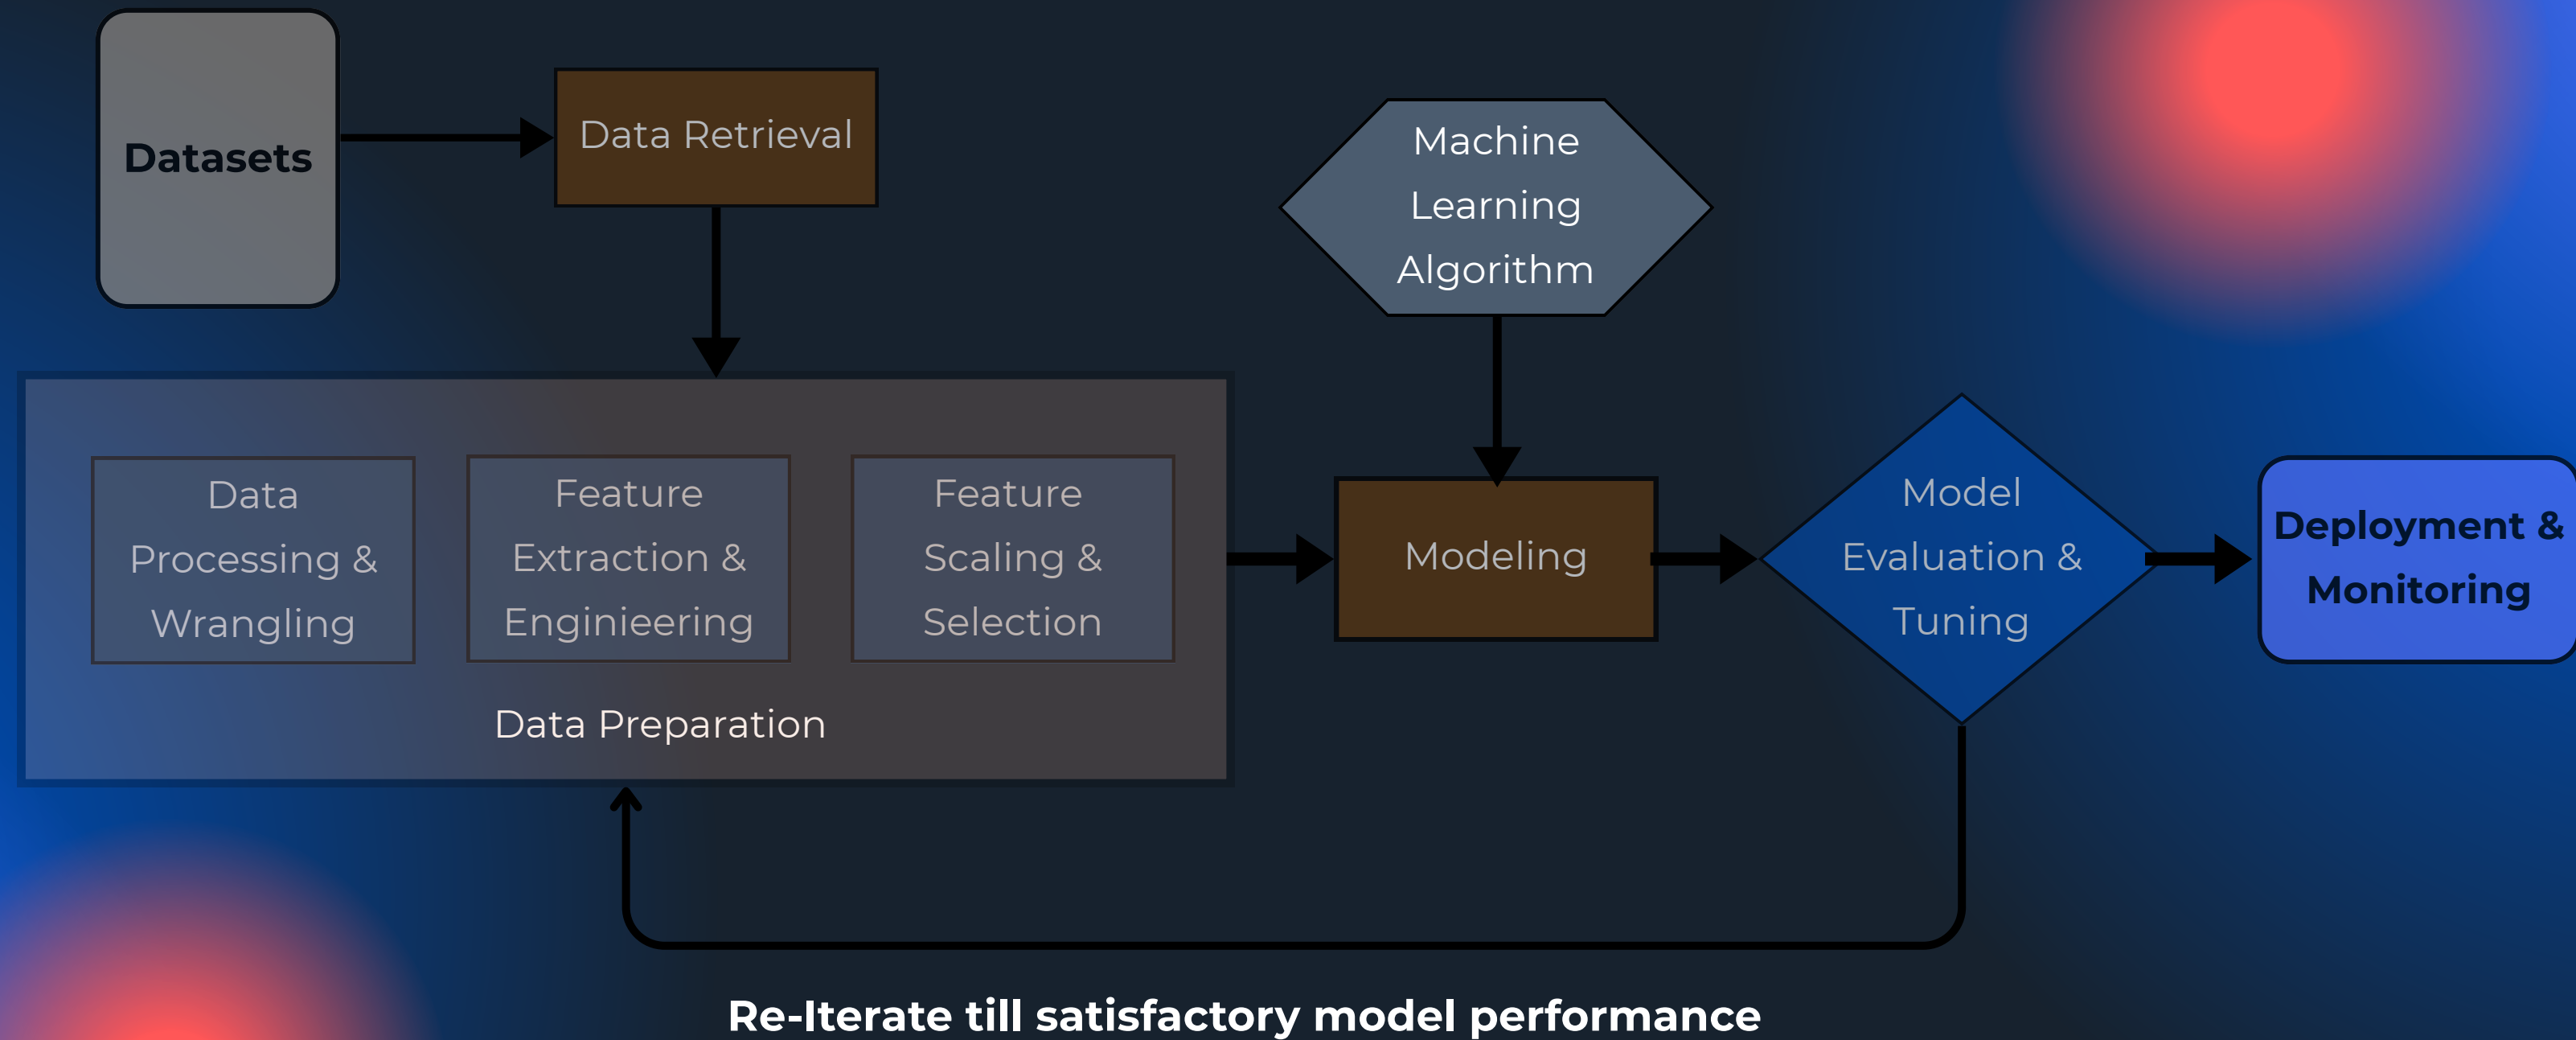 Datasets
Data Retrieval
Machine
Learning
Algorithm
Data
Processing &
Wrangling
Feature
Extraction &
Enginieering
Feature
Scaling &
Selection
Data Preparation
Modeling
Model
Evaluation &
Tuning
Deployment &
Monitoring
Re-Iterate till satisfactory model performance